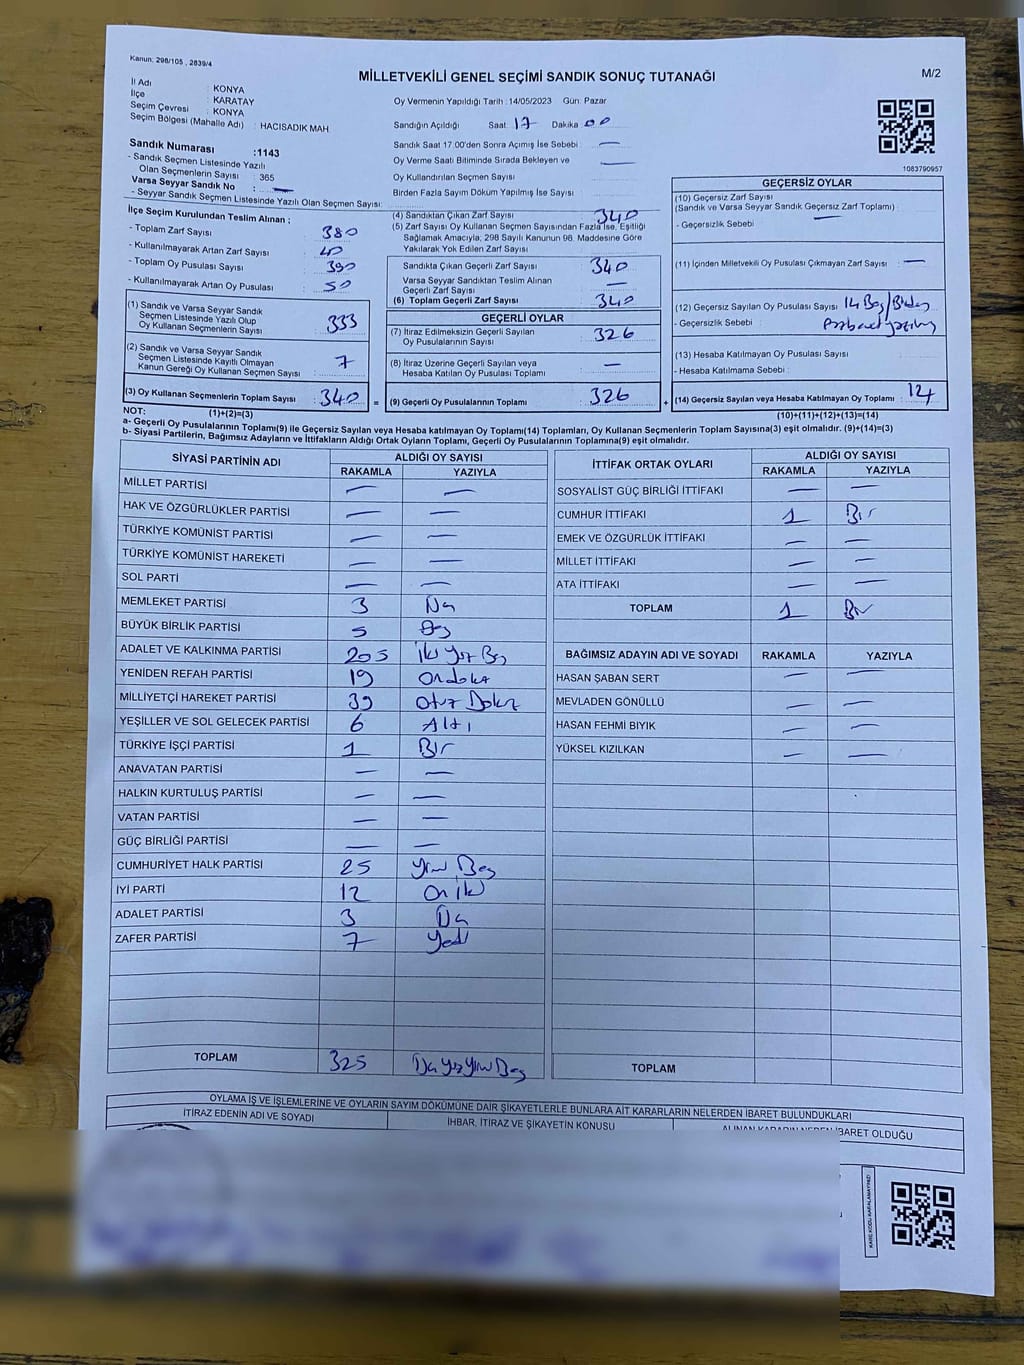 Kanun: 298/105 , 2839/4
MİLLETVEKİLİ GENEL SEÇİMİ SANDIK SONUÇ TUTANAĞI
M/2
İl Adı : KONYA
İlçe : KARATAY
Seçim Çevresi : KONYA
Seçim Bölgesi (Mahalle Adı) : HACISADIK MAH.
Oy Vermenin Yapıldığı Tarih : 14/05/2023 Gün: Pazar
Sandığın Açıldığı Saat: 17 Dakika 00
Sandık Saat 17.00'den Sonra Açımış İse Sebebi : —
Oy Verme Saati Bitiminde Sırada Bekleyen ve —
Oy Kullandırılan Seçmen Sayısı
Birden Fazla Sayım Döküm Yapılmış İse Sayısı :
1083790957
Sandık Numarası :1143
- Sandık Seçmen Listesinde Yazılı
Olan Seçmenlerin Sayısı : 365
Varsa Seyyar Sandık No : —
- Seyyar Sandık Seçmen Listesinde Yazılı Olan Seçmen Sayısı:
İlçe Seçim Kurulundan Teslim Alınan ;
- Toplam Zarf Sayısı 380
- Kullanılmayarak Artan Zarf Sayısı : 40
- Toplam Oy Pusulası Sayısı 390
- Kullanılmayarak Artan Oy Pusulası 50
(1) Sandık ve Varsa Seyyar Sandık
Seçmen Listesinde Yazılı Olup
Oy Kullanan Seçmenlerin Sayısı 333
(2) Sandık ve Varsa Seyyar Sandık
Seçmen Listesinde Kayıtlı Olmayan
Kanun Gereği Oy Kullanan Seçmen Sayısı : 7
(3) Oy Kullanan Seçmenlerin Toplam Sayısı : 340 =
(4) Sandıktan Çıkan Zarf Sayısı 340
(5) Zarf Sayısı Oy Kullanan Seçmen Sayısından Fazla İse, Eşitliği
Sağlamak Amacıyla; 298 Sayılı Kanunun 98. Maddesine Göre
Yakılarak Yok Edilen Zarf Sayısı
Sandıkta Çıkan Geçerli Zarf Sayısı 340
Varsa Seyyar Sandıktan Teslim Alınan
Geçerli Zarf Sayısı —
(6) Toplam Geçerli Zarf Sayısı 340
GEÇERLİ OYLAR
(7) İtiraz Edilmeksizin Geçerli Sayılan
Oy Pusulalarının Sayısı 326
(8) İtiraz Üzerine Geçerli Sayılan veya
Hesaba Katılan Oy Pusulası Toplamı —
(9) Geçerli Oy Pusulalarının Toplamı 326 +
GEÇERSİZ OYLAR
(10) Geçersiz Zarf Sayısı
(Sandık ve Varsa Seyyar Sandık Geçersiz Zarf Toplamı) : —
- Geçersizlik Sebebi
(11) İçinden Milletvekili Oy Pusulası Çıkmayan Zarf Sayısı : —
(12) Geçersiz Sayılan Oy Pusulası Sayısı : 14
- Geçersizlik Sebebi :
(13) Hesaba Katılmayan Oy Pusulası Sayısı
- Hesaba Katılmama Sebebi :
(14) Geçersiz Sayılan veya Hesaba Katılmayan Oy Toplamı : 14
NOT: (1)+(2)=(3)
(10)+(11)+(12)+(13)=(14)
a- Geçerli Oy Pusulalarının Toplamı(9) ile Geçersiz Sayılan veya Hesaba katılmayan Oy Toplamı(14) Toplamları, Oy Kullanan Seçmenlerin Toplam Sayısına(3) eşit olmalıdır. (9)+(14)=(3)
b- Siyasi Partilerin, Bağımsız Adayların ve İttifakların Aldığı Ortak Oyların Toplamı, Geçerli Oy Pusulalarının Toplamına(9) eşit olmalıdır.
SİYASİ PARTİNİN ADI
ALDIĞI OY SAYISI
RAKAMLA YAZIYLA
MİLLET PARTİSİ — —
HAK VE ÖZGÜRLÜKLER PARTİSİ — —
TÜRKİYE KOMÜNİST PARTİSİ — —
TÜRKİYE KOMÜNİST HAREKETİ — —
SOL PARTİ — —
MEMLEKET PARTİSİ 3
BÜYÜK BİRLİK PARTİSİ 5 Beş
ADALET VE KALKINMA PARTİSİ 205 İki Yüz Beş
YENİDEN REFAH PARTİSİ 19 Ondokuz
MİLLİYETÇİ HAREKET PARTİSİ 39 Otuz Dokuz
YEŞİLLER VE SOL GELECEK PARTİSİ 6 Altı
TÜRKİYE İŞÇİ PARTİSİ 1 Bir
ANAVATAN PARTİSİ — —
HALKIN KURTULUŞ PARTİSİ — —
VATAN PARTİSİ — —
GÜÇ BİRLİĞİ PARTİSİ — —
CUMHURİYET HALK PARTİSİ 25 Yirmi Beş
İYİ PARTİ 12 On iki
ADALET PARTİSİ 3
ZAFER PARTİSİ 7 Yedi
TOPLAM 325
İTTİFAK ORTAK OYLARI
ALDIĞI OY SAYISI
RAKAMLA YAZIYLA
SOSYALİST GÜÇ BİRLİĞİ İTTİFAKI — —
CUMHUR İTTİFAKI 1 Bir
EMEK VE ÖZGÜRLÜK İTTİFAKI — —
MİLLET İTTİFAKI — —
ATA İTTİFAKI — —
TOPLAM 1 Bir
BAĞIMSIZ ADAYIN ADI VE SOYADI RAKAMLA YAZIYLA
HASAN ŞABAN SERT — —
MEVLADEN GÖNÜLLÜ — —
HASAN FEHMI BIYIK — —
YÜKSEL KIZILKAN — —
TOPLAM
OYLAMA İŞ VE İŞLEMLERİNE VE OYLARIN SAYIM DÖKÜMÜNE DAİR ŞİKAYETLERLE BUNLARA AİT KARARLARIN NELERDEN İBARET BULUNDUKLARI
İTİRAZ EDENİN ADI VE SOYADI
İHBAR, İTİRAZ VE ŞİKAYETİN KONUSU
ALINAN KARARIN NEDEN İBARET OLDUĞU
KARE KODU KARALAMAYINIZ!